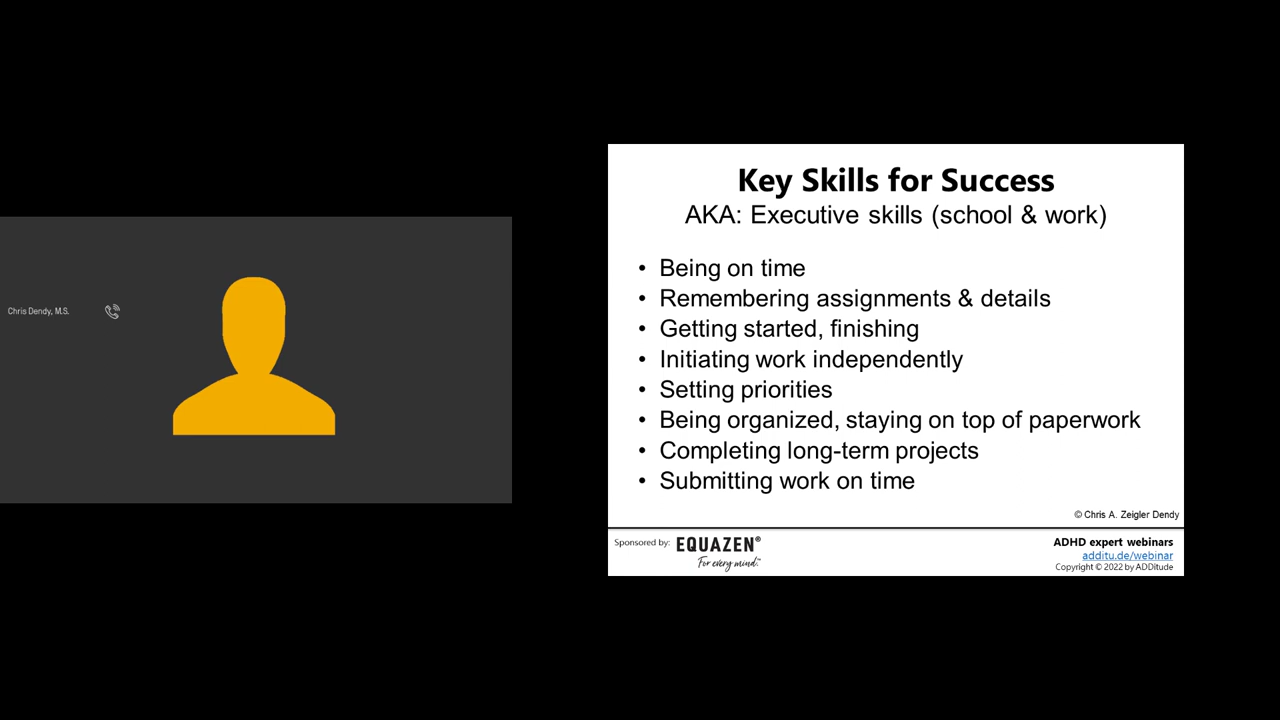 Chris Dendy, M.S.
Key Skills for Success
AKA: Executive skills (school & work)
• Being on time
• Remembering assignments & details
• Getting started, finishing
• Initiating work independently
• Setting priorities
• Being organized, staying on top of paperwork
• Completing long-term projects
• Submitting work on time
© Chris A. Zeigler Dendy
Sponsored by: EQUAZEN®
For every mind.™
ADHD expert webinars
additu.de/webinar
Copyright © 2022 by ADDitude